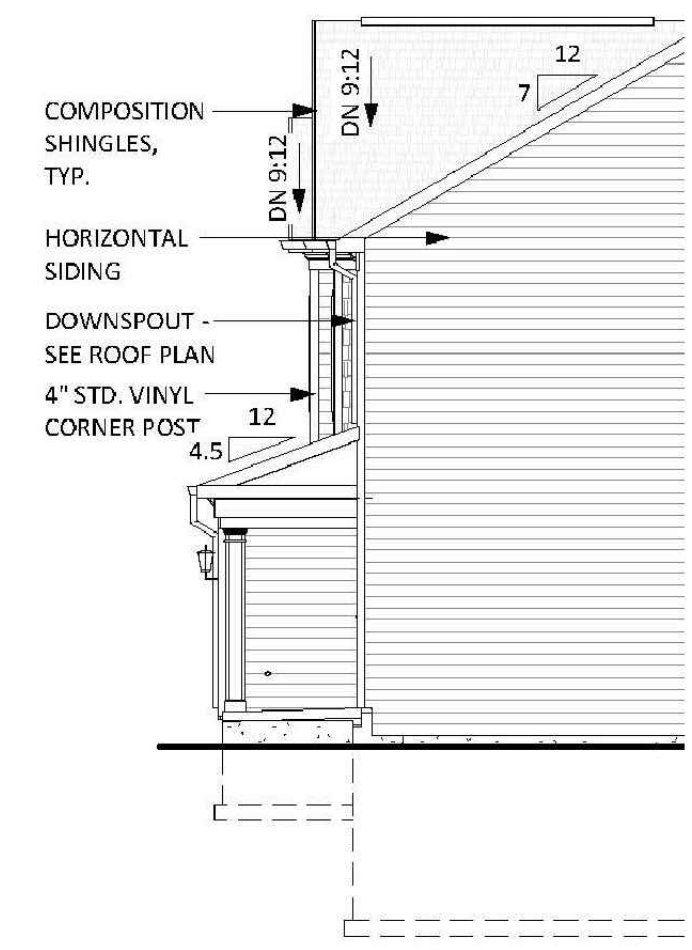 12
7
DN 9:12
COMPOSITION
SHINGLES,
TYP.
DN 9:12
HORIZONTAL
SIDING
DOWNSPOUT -
SEE ROOF PLAN
4" STD. VINYL
CORNER POST
12
4.5